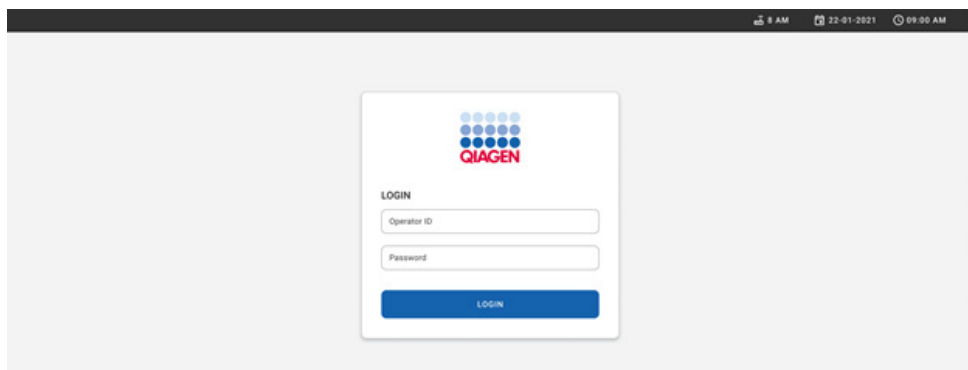 8 AM 22-01-2021 09:00 AM
QIAGEN
LOGIN
Operator ID
Password
LOGIN